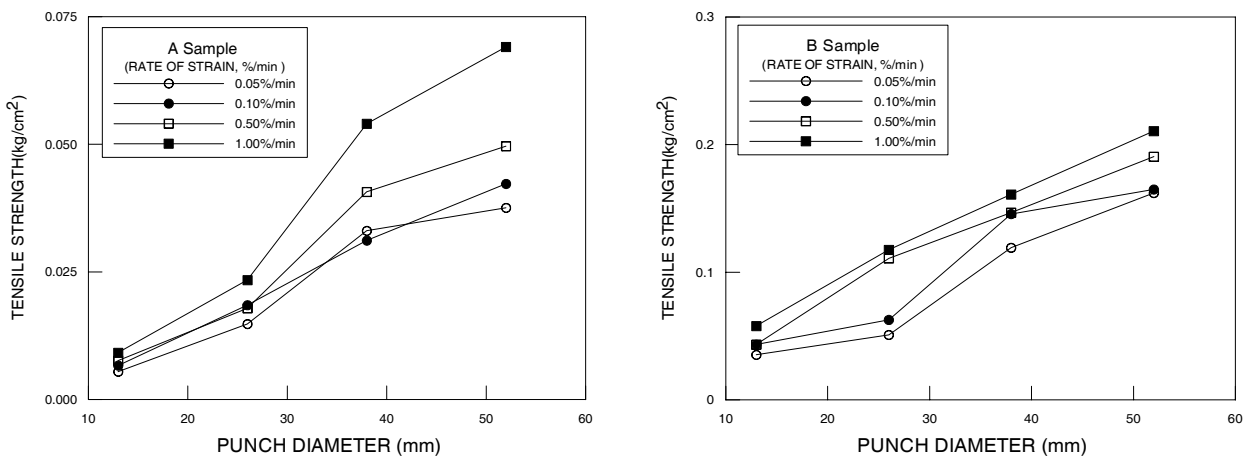 A Sample
(RATE OF STRAIN, %/min )
0.05%/min
0.10%/min
0.50%/min
1.00%/min
0.075
0.050
0.025
0.000
TENSILE STRENGTH(kg/cm²)
10 20 30 40 50 60
PUNCH DIAMETER (mm)
B Sample
(RATE OF STRAIN, %/min )
0.05%/min
0.10%/min
0.50%/min
1.00%/min
0.3
0.2
0.1
0
TENSILE STRENGTH(kg/cm²)
10 20 30 40 50 60
PUNCH DIAMETER (mm)